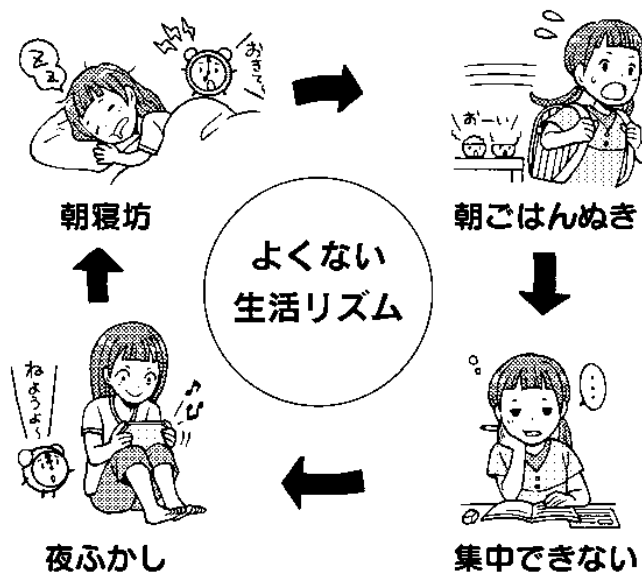 z z
おきて〜
おーい
朝寝坊
朝ごはんぬき
よくない
生活リズム
ねようよ〜
...
夜ふかし
集中できない